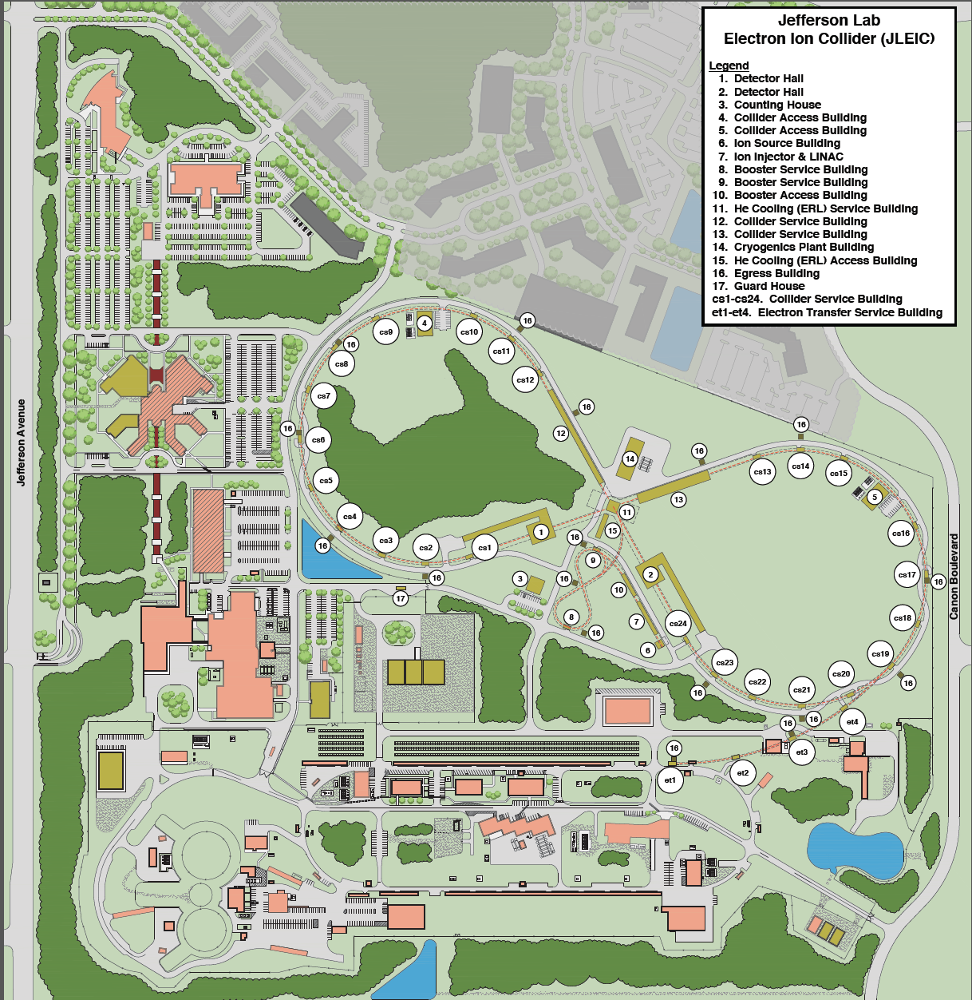 Jefferson Lab
Electron Ion Collider (JLEIC)
Legend
1. Detector Hall
2. Detector Hall
3. Counting House
4. Collider Access Building
5. Collider Access Building
6. Ion Source Building
7. Ion Injector & LINAC
8. Booster Service Building
9. Booster Service Building
10. Booster Access Building
11. He Cooling (ERL) Service Building
12. Collider Service Building
13. Collider Service Building
14. Cryogenics Plant Building
15. He Cooling (ERL) Access Building
16. Egress Building
17. Guard House
cs1-cs24. Collider Service Building
et1-et4. Electron Transfer Service Building
cs9
4
cs10
16
16
cs8
cs11
cs12
cs7
16
16
cs6
12
16
14
16
cs13
cs14
cs15
cs5
13
5
cs4
11
cs3
1
15
cs16
16
cs2
cs1
16
9
16
3
16
2
cs17
16
17
10
8
7
cs24
cs18
16
6
cs23
cs19
16
cs22
cs20
16
cs21
16
16
et4
16
et3
et1
et2
Jefferson Avenue
Canon Boulevard